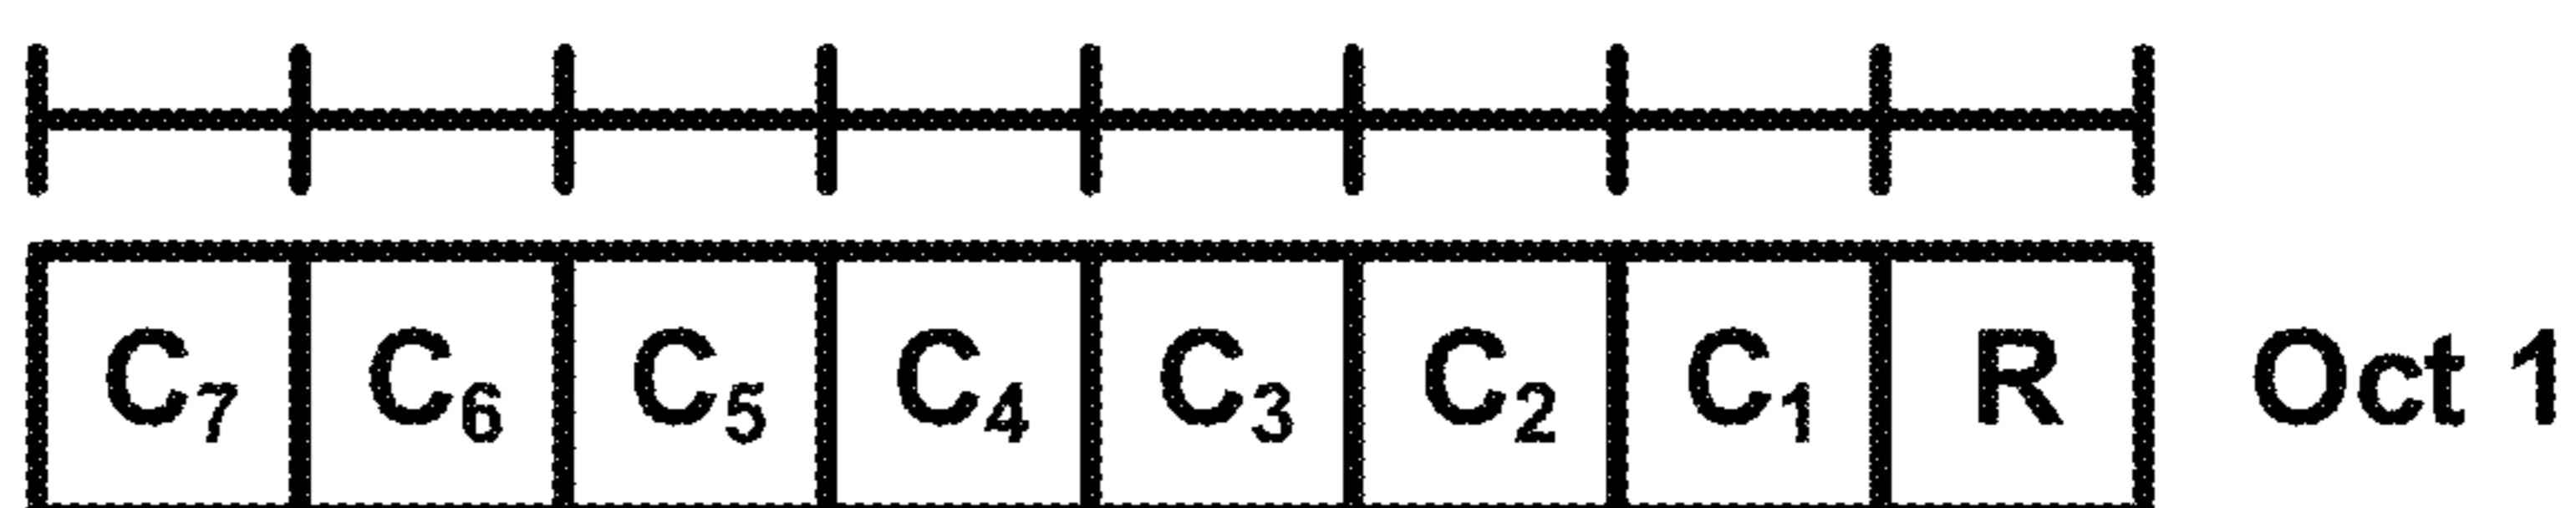 C₇ C₆ C₅ C₄ C₃ C₂ C₁ R Oct 1